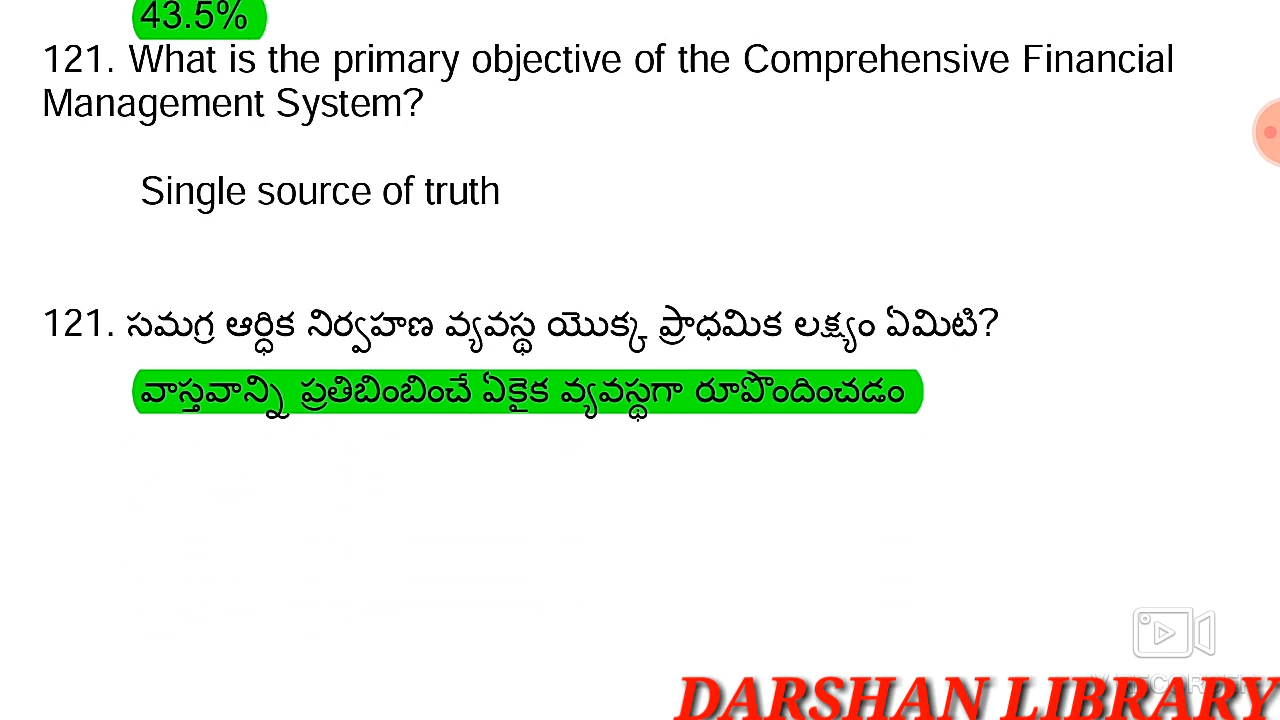 43.5%
121. What is the primary objective of the Comprehensive Financial
Management System?
Single source of truth
121. సమగ్ర ఆర్ధిక నిర్వహణ వ్యవస్థ యొక్క ప్రాధమిక లక్ష్యం ఏమిటి?
వాస్తవాన్ని ప్రతిబింబించే ఏకైక వ్యవస్థగా రూపొందించడం
DARSHAN LIBRARY